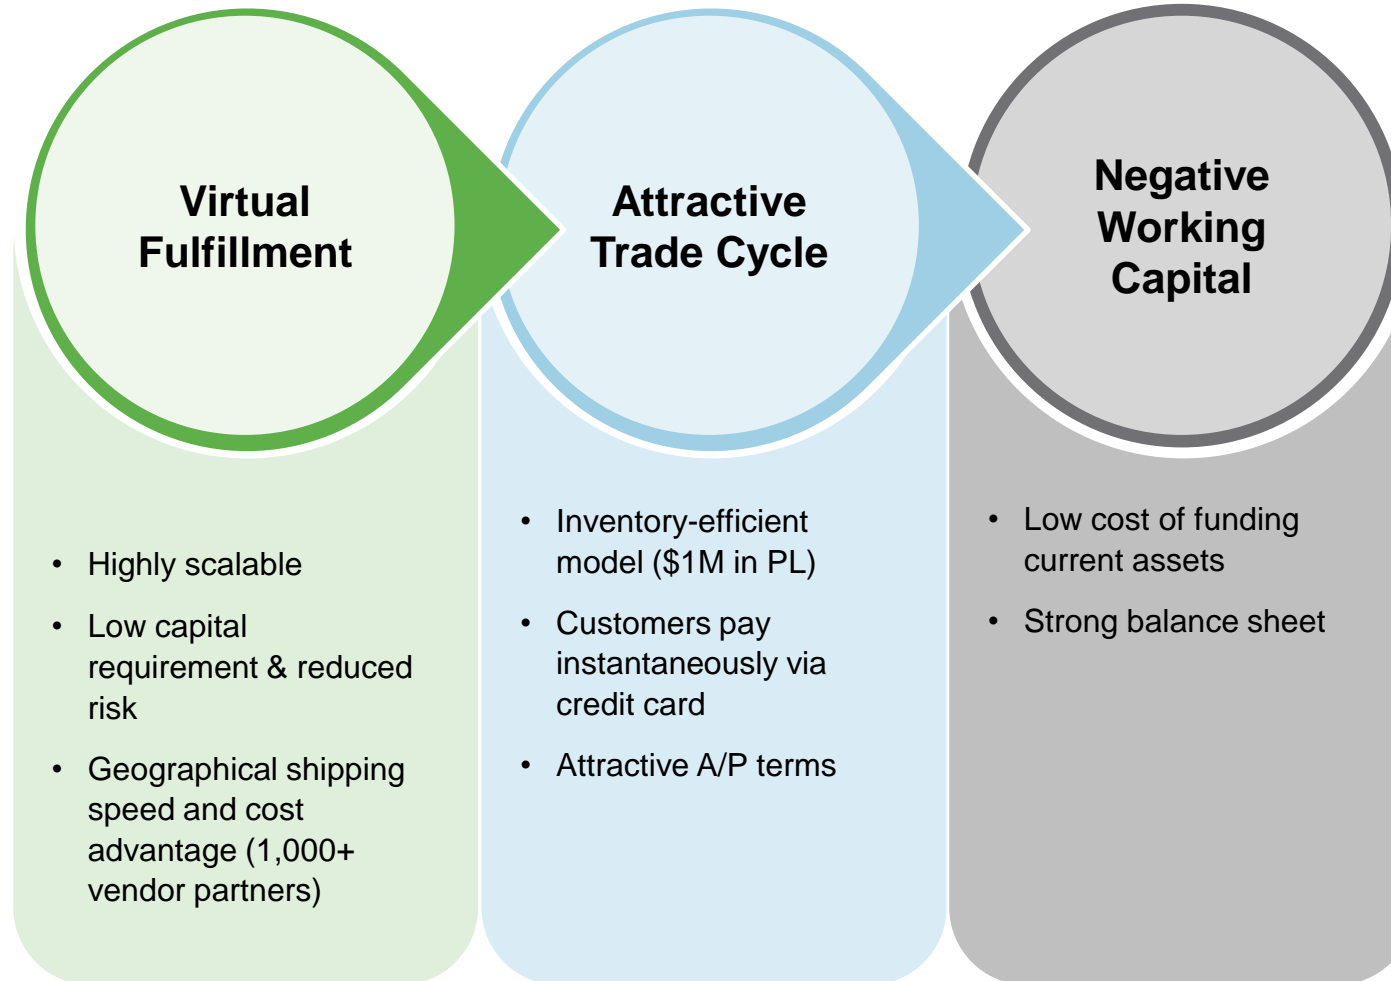 Virtual
Fulfillment
• Highly scalable
• Low capital
requirement & reduced
risk
• Geographical shipping
speed and cost
advantage (1,000+
vendor partners)
Attractive
Trade Cycle
• Inventory-efficient
model ($1M in PL)
• Customers pay
instantaneously via
credit card
• Attractive A/P terms
Negative
Working
Capital
• Low cost of funding
current assets
• Strong balance sheet